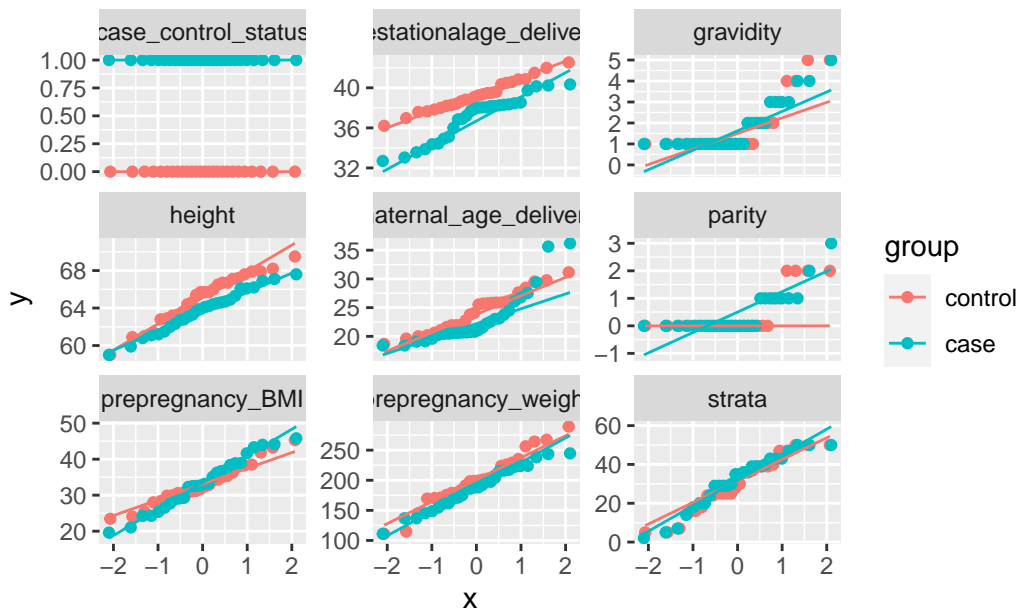 case_control_status
estationalage_delive
gravidity
1.00
0.75
0.50
0.25
0.00
40
36
32
5
4
3
2
1
0
height
aternal_age_deliver
parity
68
64
60
35
30
25
20
3
2
1
0
−1
prepregnancy_BMI
prepregnancy_weigh
strata
50
40
30
20
250
200
150
100
60
40
20
0
−2 −1 0 1 2
−2 −1 0 1 2
−2 −1 0 1 2
x
y
group
control
case